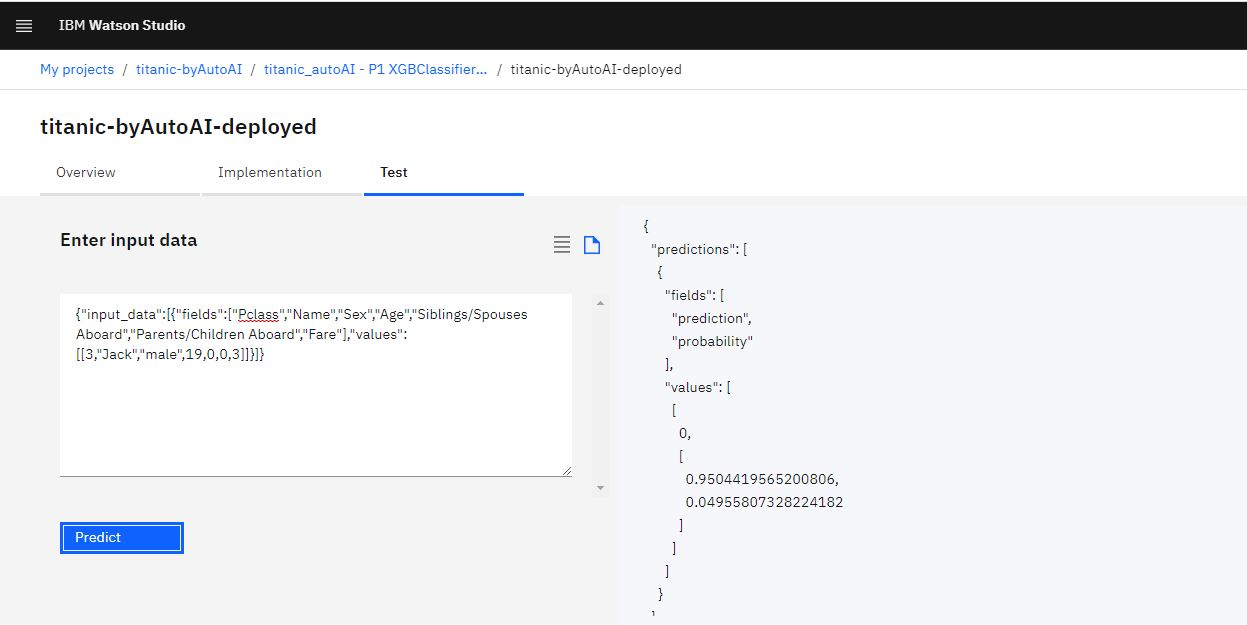 IBM Watson Studio
My projects / titanic-byAutoAI / titanic_autoAI - P1 XGBClassifier... / titanic-byAutoAI-deployed
titanic-byAutoAI-deployed
Overview Implementation Test
Enter input data
{"input_data":[{"fields":["Pclass","Name","Sex","Age","Siblings/Spouses
Aboard","Parents/Children Aboard","Fare"],"values":
[[3,"Jack","male",19,0,0,3]]}]}
Predict
{
"predictions": [
{
"fields": [
"prediction",
"probability"
],
"values": [
[
0,
[
0.9504419565200806,
0.04955807328224182
]
]
]
}